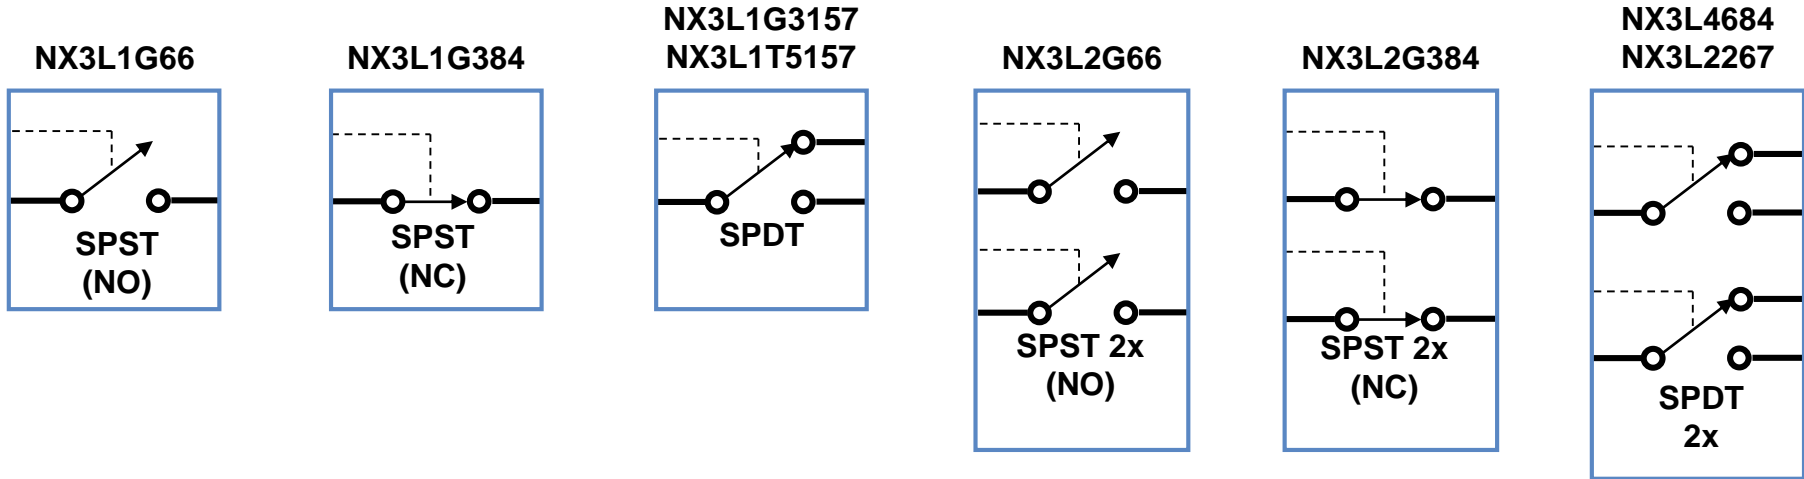 NX3L1G66
SPST
(NO)
NX3L1G384
SPST
(NC)
NX3L1G3157
NX3L1T5157
SPDT
NX3L2G66
SPST 2x
(NO)
NX3L2G384
SPST 2x
(NC)
NX3L4684
NX3L2267
SPDT
2x